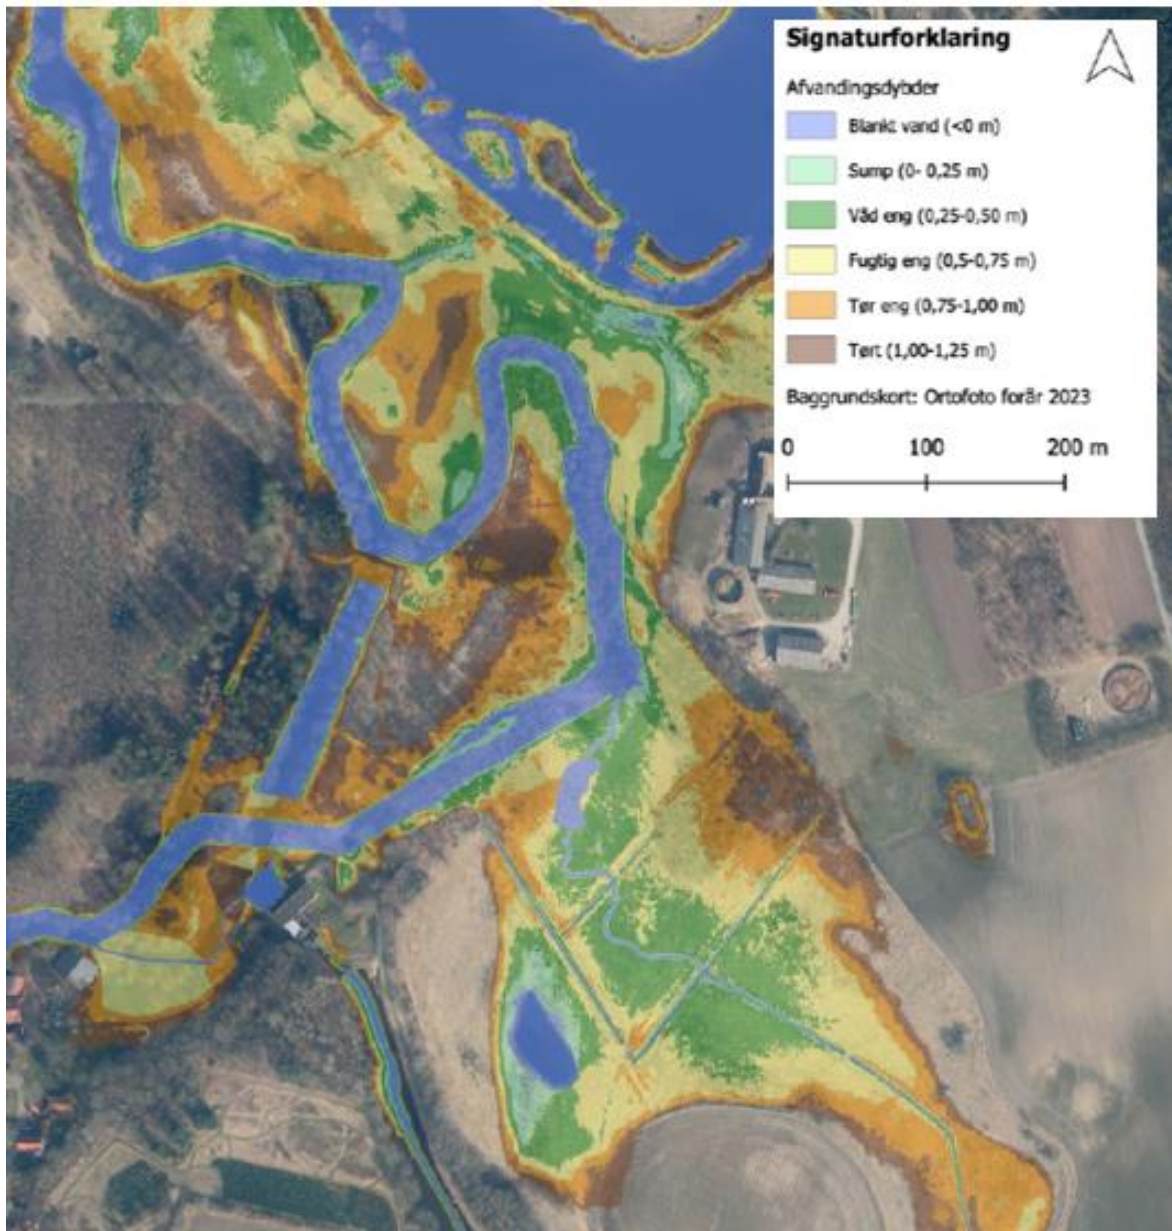 Signaturforklaring
Afvandingsdybder
Blankt vand (<0 m)
Sump (0- 0,25 m)
Våd eng (0,25-0,50 m)
Fugtig eng (0,5-0,75 m)
Tør eng (0,75-1,00 m)
Tørt (1,00-1,25 m)
Baggrundskort: Ortofoto forår 2023
0 100 200 m